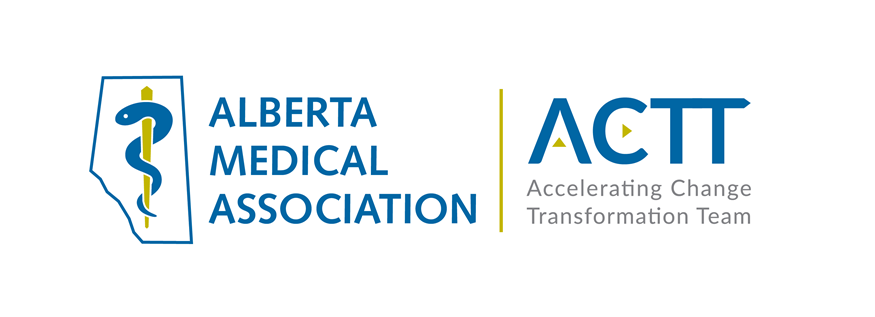 ALBERTA
MEDICAL
ASSOCIATION
ACTT
Accelerating Change
Transformation Team